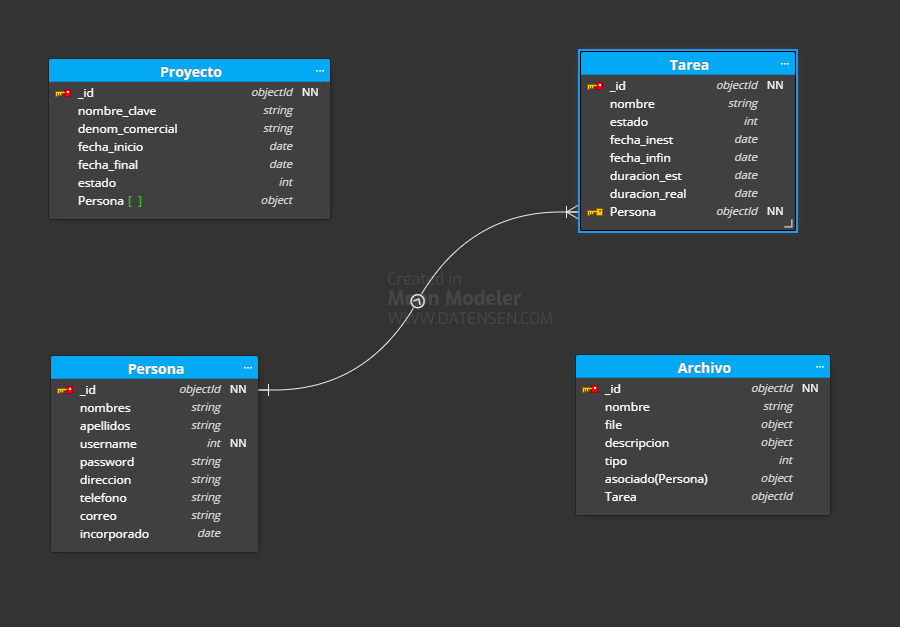 Proyecto ...
_id objectId NN
nombre_clave string
denom_comercial string
fecha_inicio date
fecha_final date
estado int
Persona [ ] object
Tarea ...
_id objectId NN
nombre string
estado int
fecha_inest date
fecha_infin date
duracion_est date
duracion_real date
Persona objectId NN
Created in
Moon Modeler
WWW.DATENSEN.COM
Persona ...
_id objectId NN
nombres string
apellidos string
username int NN
password string
direccion string
telefono string
correo string
incorporado date
Archivo ...
_id objectId NN
nombre string
file object
descripcion object
tipo int
asociado(Persona) object
Tarea objectId